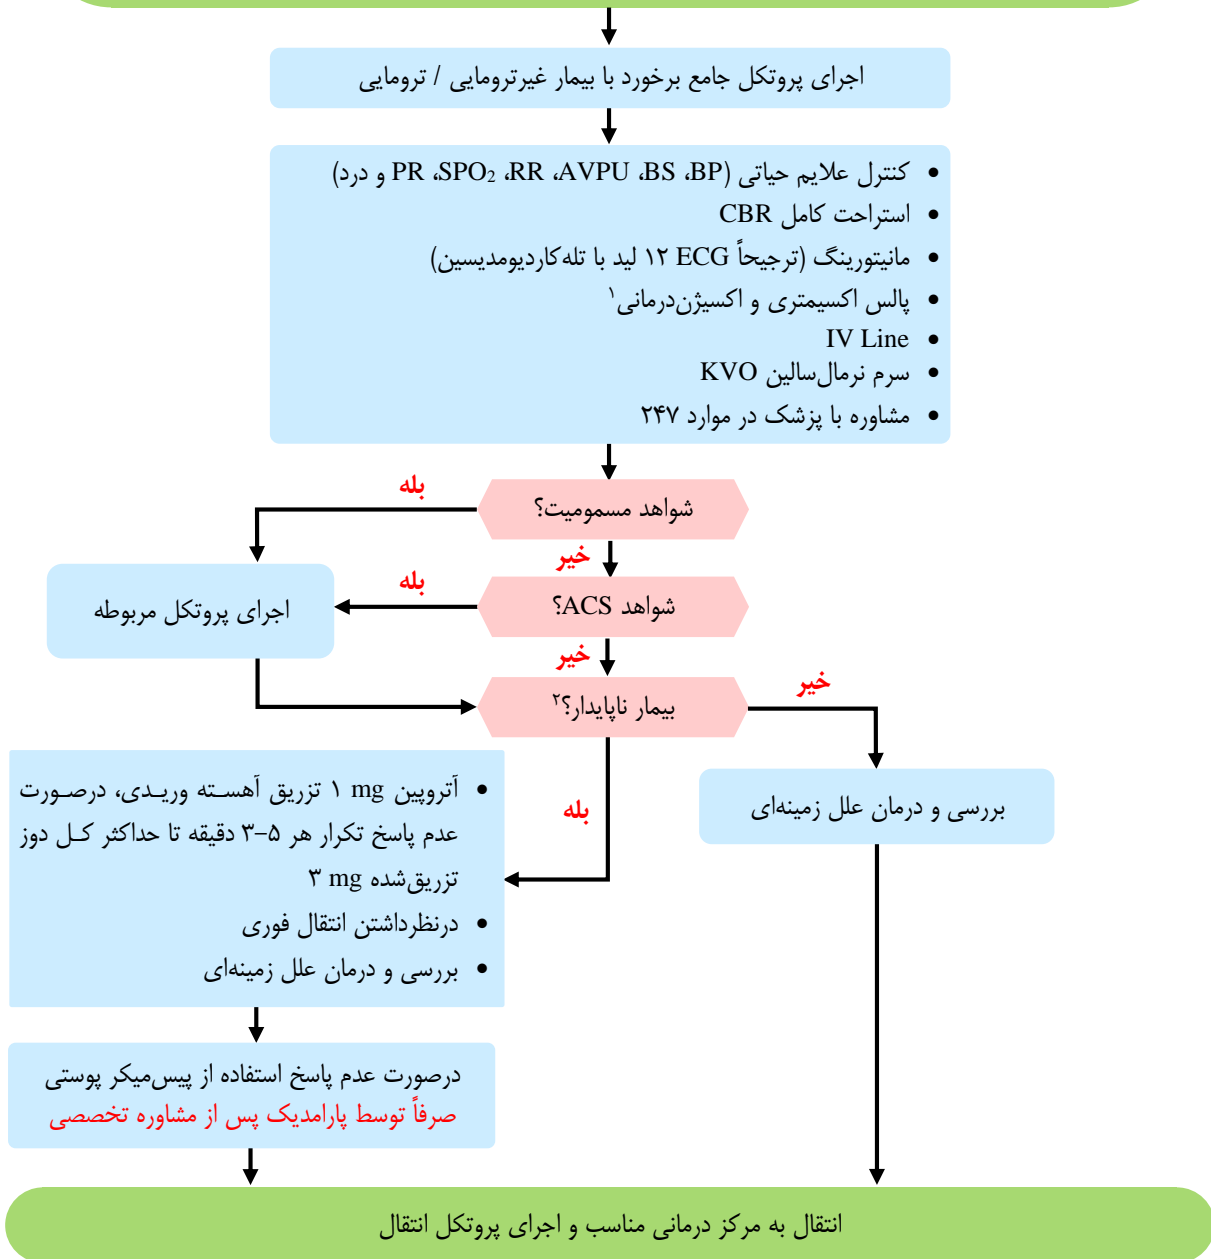 اجرای پروتکل جامع برخورد با بیمار غیرترومایی / ترومایی
• کنترل علایم حیاتی (BP، BS، AVPU، RR، SPO₂، PR و درد)
• استراحت کامل CBR
• مانیتورینگ (ترجیحاً ECG ۱۲ لید با تله‌کاردیومدیسین)
• پالس اکسیمتری و اکسیژن‌درمانی۱
• IV Line
• سرم نرمال‌سالین KVO
• مشاوره با پزشک در موارد ۲۴۷
بله
شواهد مسمومیت؟
خیر
بله
شواهد ACS؟
اجرای پروتکل مربوطه
خیر
خیر
بیمار ناپایدار؟۲
بله
بررسی و درمان علل زمینه‌ای
• آتروپین ۱ mg تزریق آهسـته وریـدی، درصـورت
عدم پاسخ تکرار هر ۵–۳ دقیقه تا حداکثر کـل دوز
تزریق‌شده ۳ mg
• درنظرداشتن انتقال فوری
• بررسی و درمان علل زمینه‌ای
درصورت عدم پاسخ استفاده از پیس‌میکر پوستی
صرفاً توسط پارامدیک پس از مشاوره تخصصی
انتقال به مرکز درمانی مناسب و اجرای پروتکل انتقال